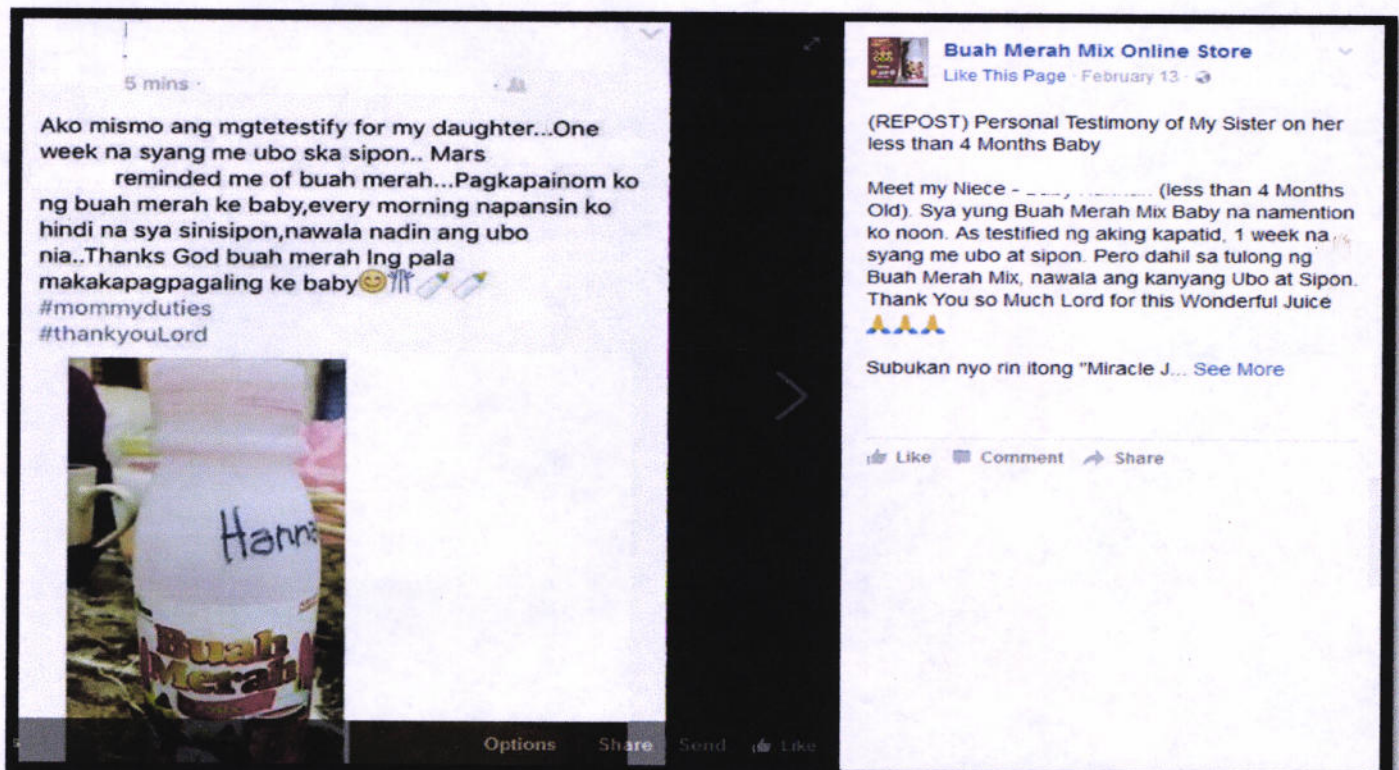 5 mins ·
Ako mismo ang mgtetestify for my daughter...One
week na syang me ubo ska sipon.. Mars
reminded me of buah merah...Pagkapainom ko
ng buah merah ke baby,every morning napansin ko
hindi na sya sinisipon,nawala nadin ang ubo
nia..Thanks God buah merah lng pala
makakapagpagaling ke baby😊👣🍼🍼
#mommyduties
#thankyouLord
Hanna
Buah
Merah
Options Share Send Like
Buah Merah Mix Online Store
Like This Page · February 13 ·
(REPOST) Personal Testimony of My Sister on her
less than 4 Months Baby
Meet my Niece - (less than 4 Months
Old). Sya yung Buah Merah Mix Baby na namention
ko noon. As testified ng aking kapatid, 1 week na
syang me ubo at sipon. Pero dahil sa tulong ng
Buah Merah Mix, nawala ang kanyang Ubo at Sipon.
Thank You so Much Lord for this Wonderful Juice
🙏🙏🙏
Subukan nyo rin itong "Miracle J... See More
Like Comment Share